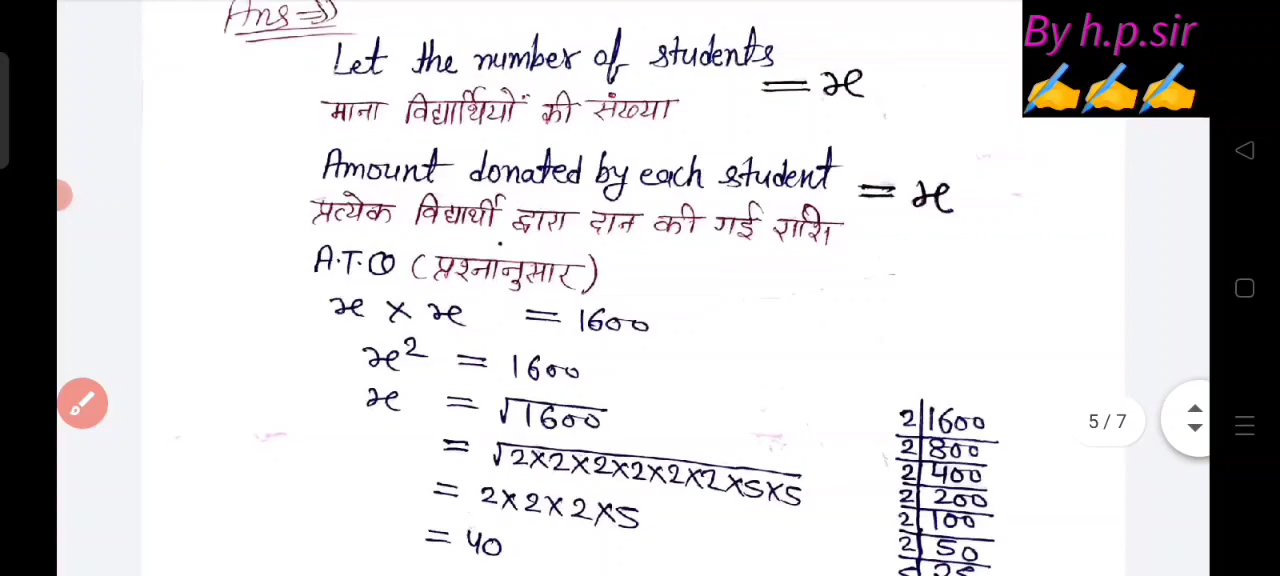 Ans ⇒
By h.p.sir
Let the number of students = x
माना विद्यार्थियों की संख्या
Amount donated by each student = x
प्रत्येक विद्यार्थी द्वारा दान की गई राशि
A.T.Q (प्रश्नानुसार)
x × x = 1600
x² = 1600
x = √1600
= √2×2×2×2×2×2×5×5
= 2×2×2×5
= 40
2|1600
2|800
2|400
2|200
2|100
2|50
5/7